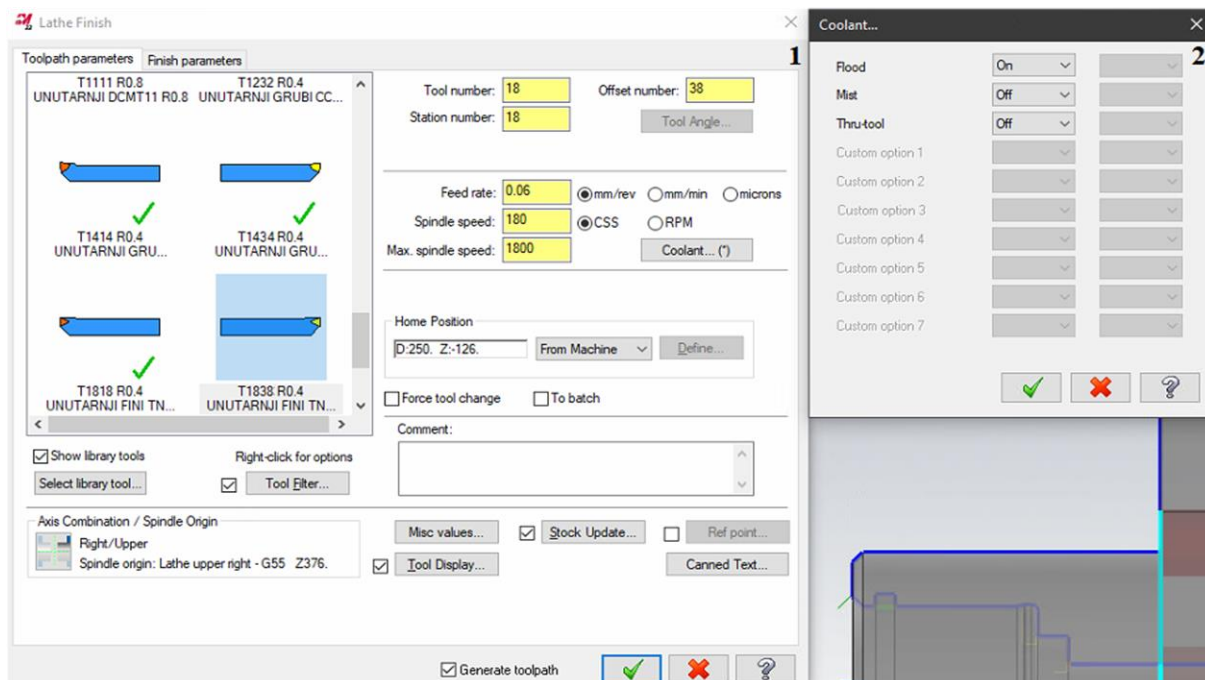 Lathe Finish
1
Toolpath parameters
Finish parameters
T1111 R0.8
UNUTARNJI DCMT11 R0.8
T1232 R0.4
UNUTARNJI GRUBI CC...
T1414 R0.4
UNUTARNJI GRU...
T1434 R0.4
UNUTARNJI GRU...
T1818 R0.4
UNUTARNJI FINI TN...
T1838 R0.4
UNUTARNJI FINI TN...
Show library tools
Right-click for options
Select library tool...
Tool Filter...
Axis Combination / Spindle Origin
Right/Upper
Spindle origin: Lathe upper right - G55 Z376.
Tool number: 18
Offset number: 38
Station number: 18
Tool Angle...
Feed rate: 0.06 mm/rev mm/min microns
Spindle speed: 180 CSS RPM
Max. spindle speed: 1800
Coolant... (*)
Home Position
D:250. Z:-126.
From Machine
Define...
Force tool change
To batch
Comment:
Misc values...
Stock Update...
Ref point...
Tool Display...
Canned Text...
Generate toolpath
Coolant...
2
Flood On
Mist Off
Thru-tool Off
Custom option 1
Custom option 2
Custom option 3
Custom option 4
Custom option 5
Custom option 6
Custom option 7